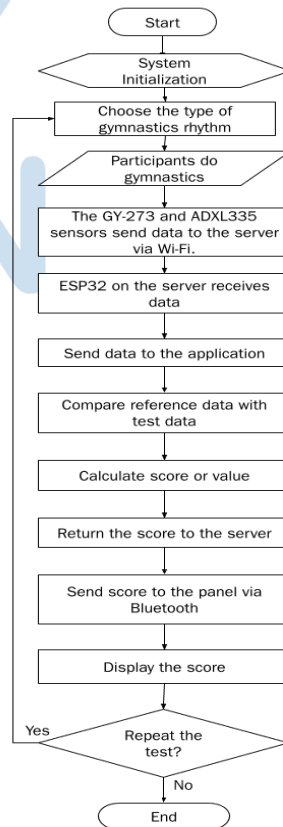 Start
System
Initialization
Choose the type of
gymnastics rhythm
Participants do
gymnastics
The GY-273 and ADXL335
sensors send data to the server
via Wi-Fi.
ESP32 on the server receives
data
Send data to the application
Compare reference data with
test data
Calculate score or value
Return the score to the server
Send score to the panel via
Bluetooth
Display the score
Yes
Repeat the
test?
No
End